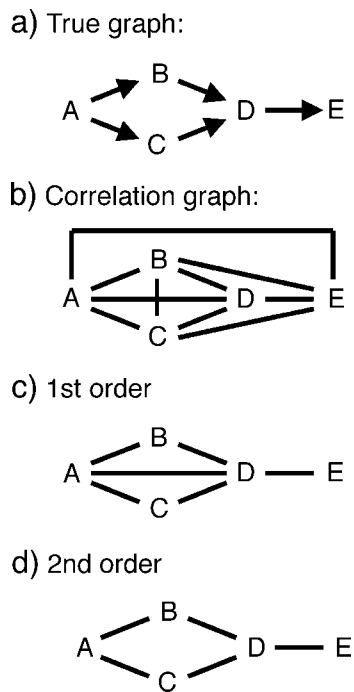 a) True graph:
B
A D E
C
b) Correlation graph:
B
A D E
C
c) 1st order
B
A D E
C
d) 2nd order
B
A D E
C